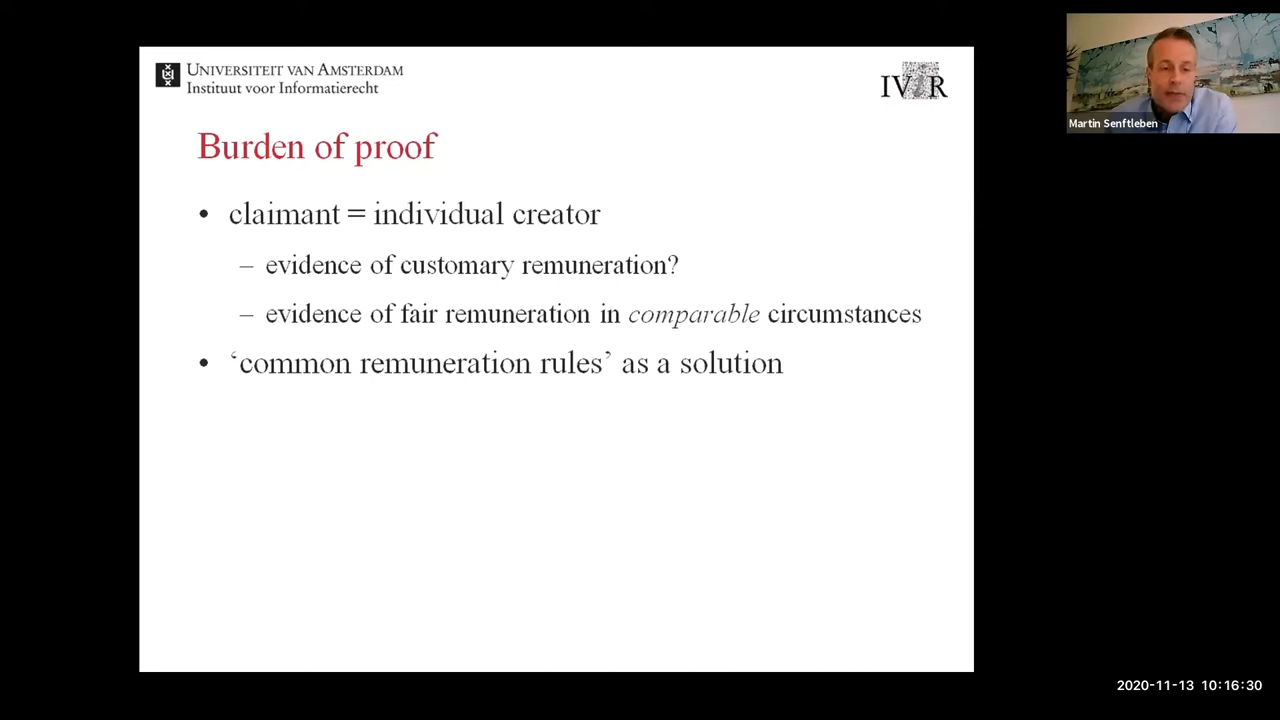 UNIVERSITEIT VAN AMSTERDAM
Instituut voor Informatierecht
IViR
Burden of proof
• claimant = individual creator
– evidence of customary remuneration?
– evidence of fair remuneration in comparable circumstances
• ‘common remuneration rules’ as a solution
Martin Senftleben
2020-11-13 10:16:30